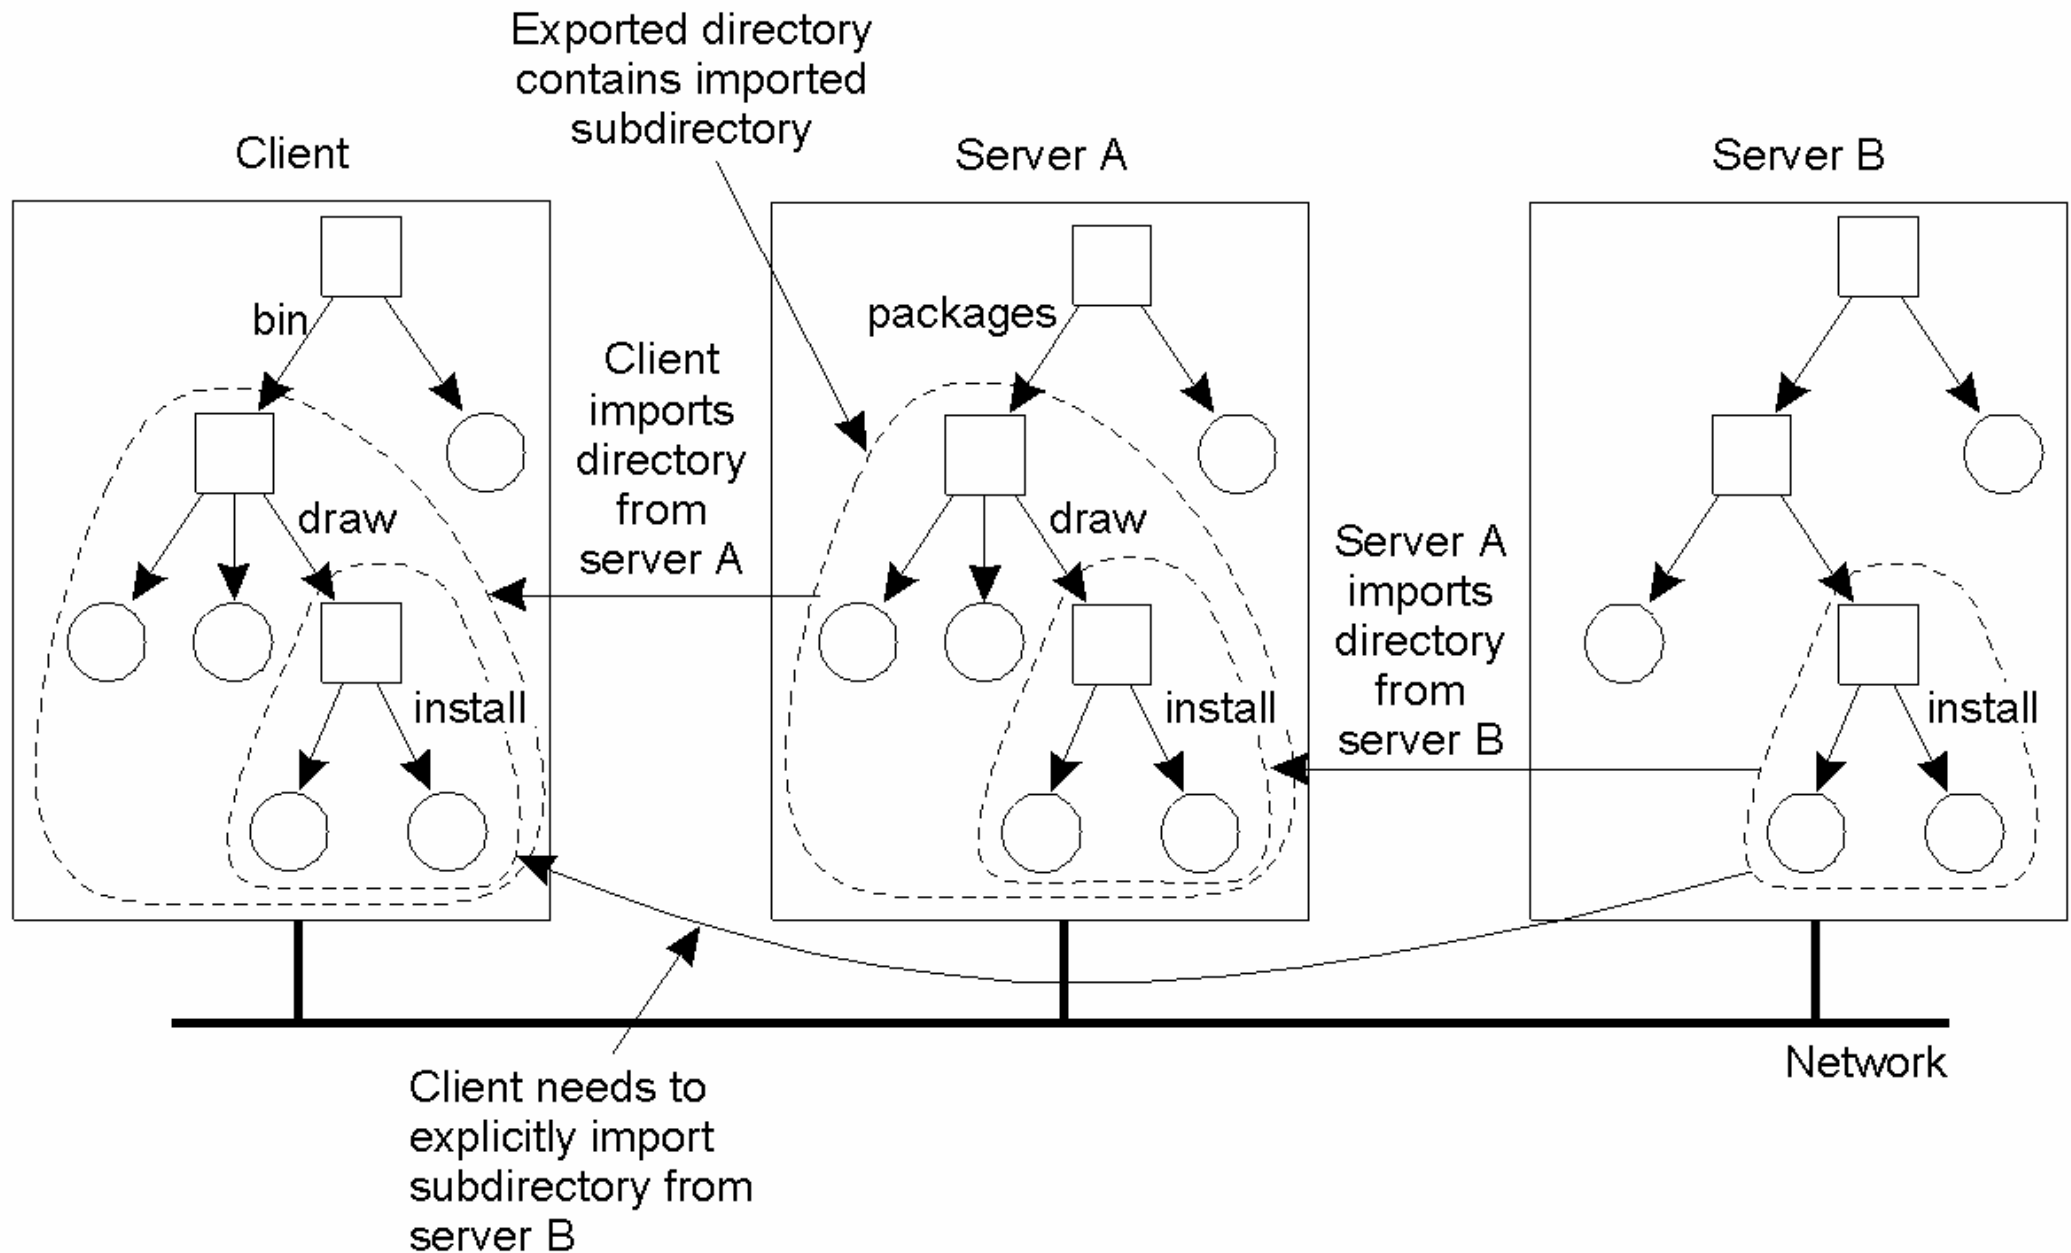 Exported directory
contains imported
subdirectory
Client
Server A
Server B
bin
packages
Client
imports
directory
from
server A
draw
draw
Server A
imports
directory
from
server B
install
install
install
Network
Client needs to
explicitly import
subdirectory from
server B